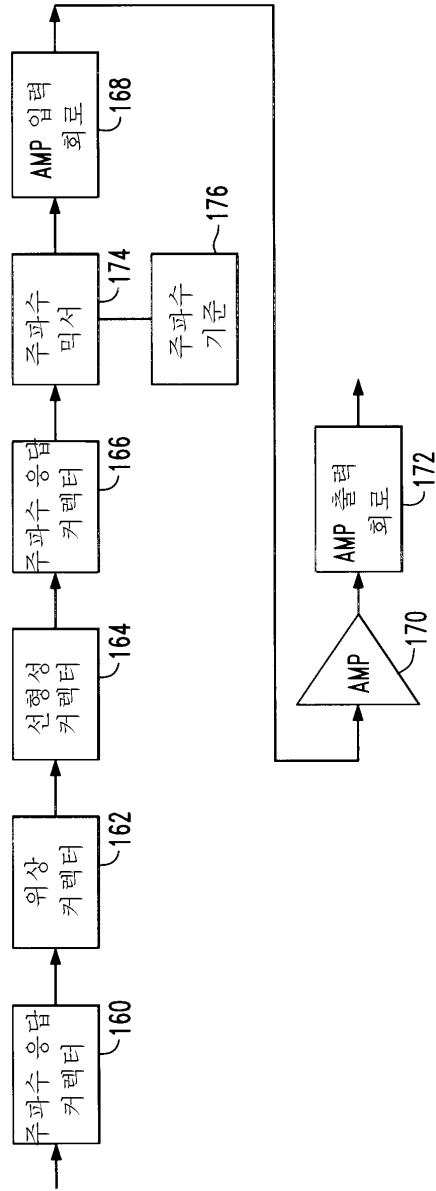 주파수 응답
커렉터
160
위상
커렉터
162
선형성
커렉터
164
주파수 응답
커렉터
166
주파수
믹서
174
주파수
기준
176
AMP 입력
회로
168
AMP
170
AMP 출력
회로
172